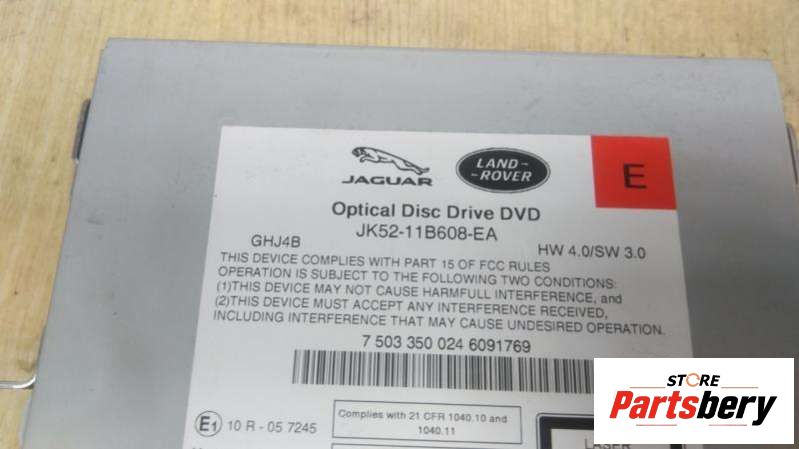 JAGUAR
LAND-
-ROVER
E
Optical Disc Drive DVD
JK52-11B608-EA
GHJ4B
HW 4.0/SW 3.0
THIS DEVICE COMPLIES WITH PART 15 OF FCC RULES
OPERATION IS SUBJECT TO THE FOLLOWING TWO CONDITIONS:
(1)THIS DEVICE MAY NOT CAUSE HARMFULL INTERFERENCE, and
(2)THIS DEVICE MUST ACCEPT ANY INTERFERENCE RECEIVED,
INCLUDING INTERFERENCE THAT MAY CAUSE UNDESIRED OPERATION.
7 503 350 024 6091769
E1 10 R - 05 7245
Complies with 21 CFR 1040.10 and
1040.11
LASER
STORE
Partsbery